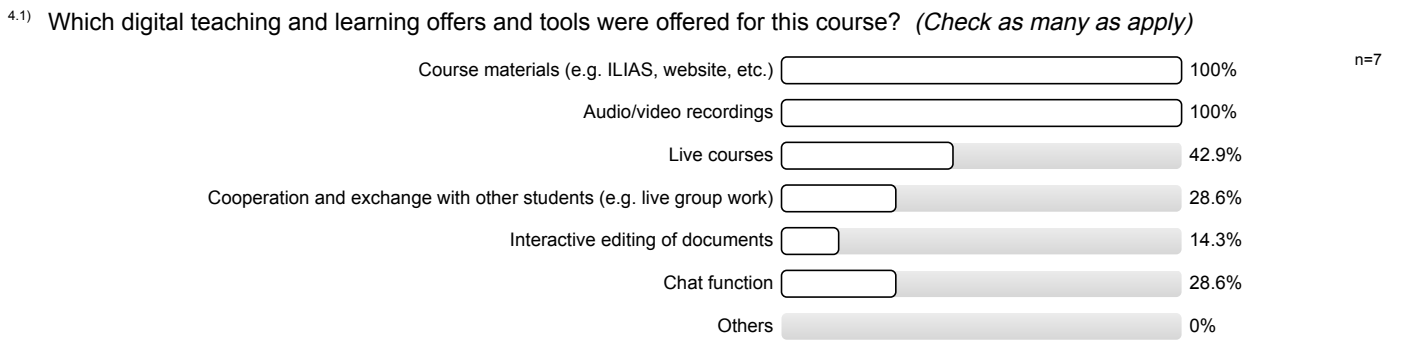 4.1) Which digital teaching and learning offers and tools were offered for this course? (Check as many as apply)
n=7
Course materials (e.g. ILIAS, website, etc.) 100%
Audio/video recordings 100%
Live courses 42.9%
Cooperation and exchange with other students (e.g. live group work) 28.6%
Interactive editing of documents 14.3%
Chat function 28.6%
Others 0%